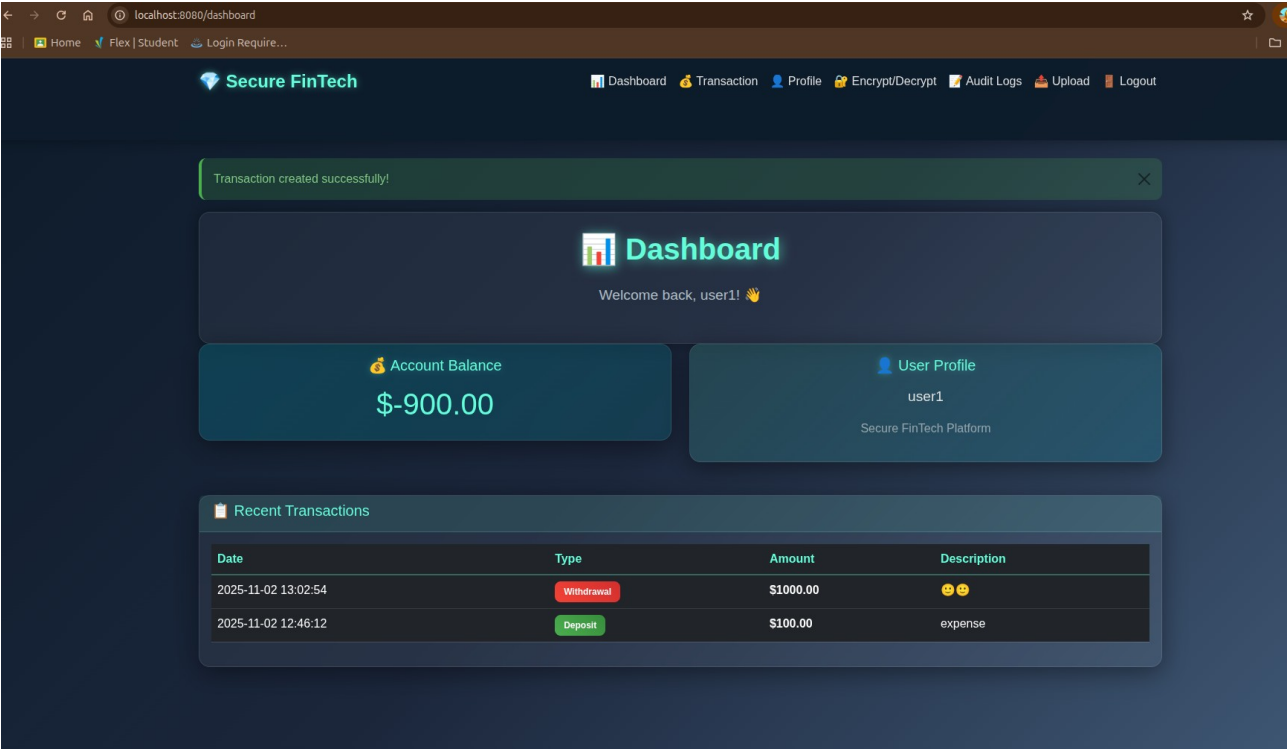 localhost:8080/dashboard
Home Flex | Student Login Require...
💎 Secure FinTech
📊 Dashboard 💰 Transaction 👤 Profile 🔐 Encrypt/Decrypt 📝 Audit Logs 📤 Upload 🚪 Logout
Transaction created successfully!
📊 Dashboard
Welcome back, user1! 👋
💰 Account Balance
$-900.00
👤 User Profile
user1
Secure FinTech Platform
📋 Recent Transactions
Date Type Amount Description
2025-11-02 13:02:54 Withdrawal $1000.00 🙂🙂
2025-11-02 12:46:12 Deposit $100.00 expense